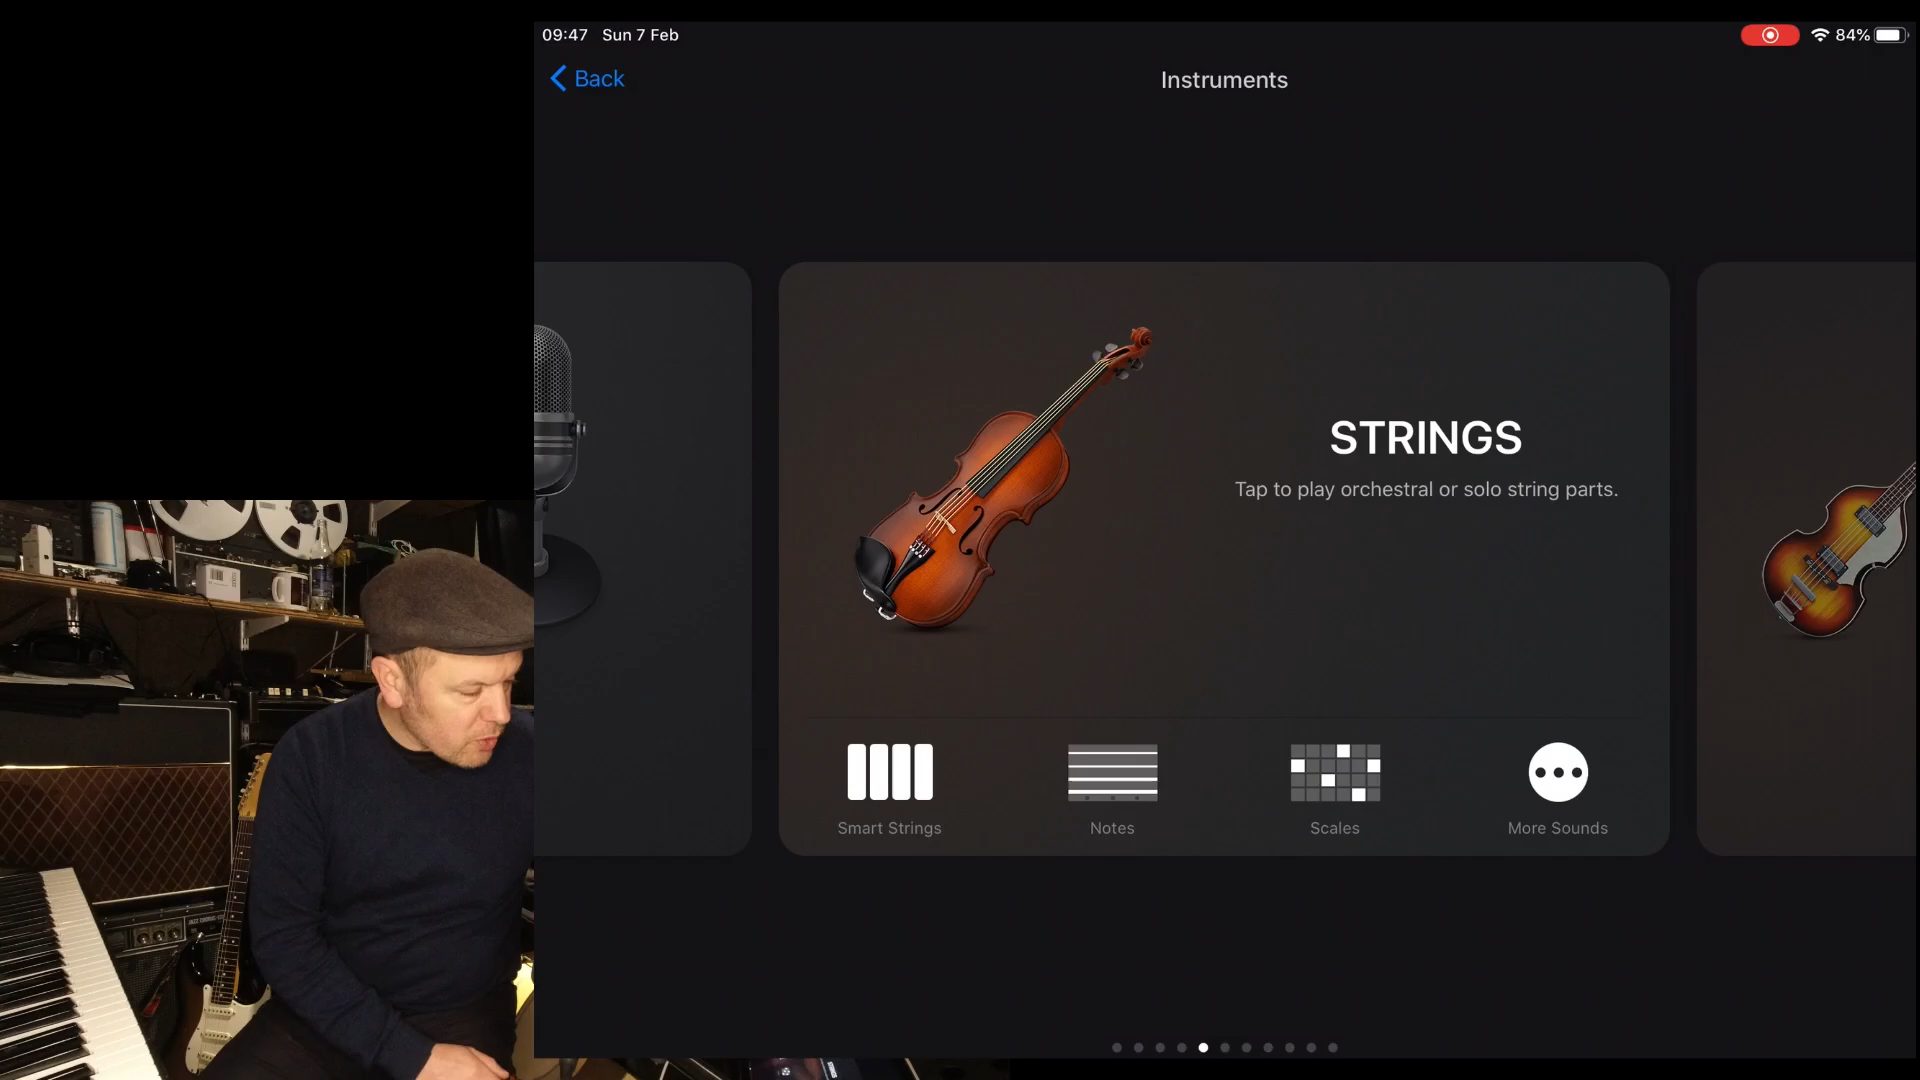 09:47 Sun 7 Feb
84%
Back
Instruments
STRINGS
Tap to play orchestral or solo string parts.
Smart Strings
Notes
Scales
More Sounds